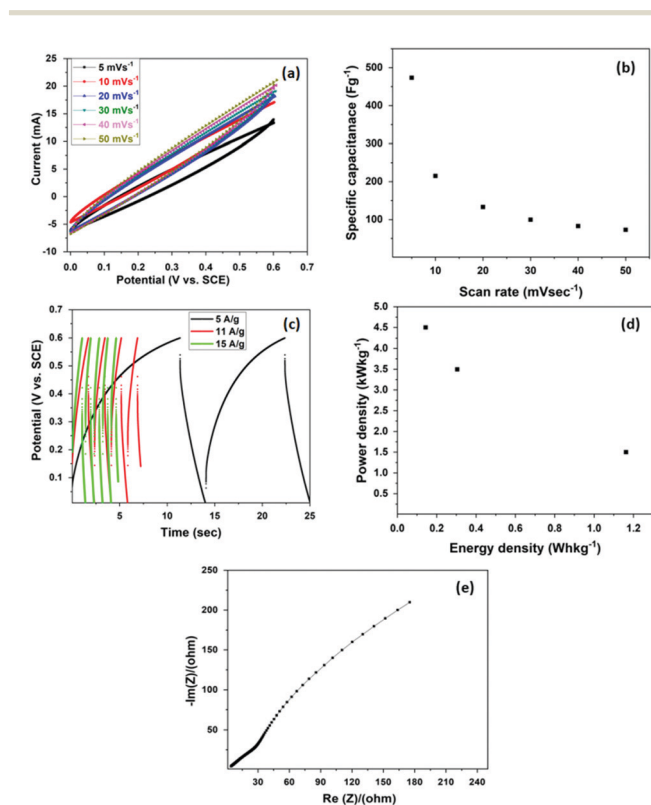 (a)
5 mVs⁻¹
10 mVs⁻¹
20 mVs⁻¹
30 mVs⁻¹
40 mVs⁻¹
50 mVs⁻¹
25
20
15
10
5
0
-5
-10
Current (mA)
0.0 0.1 0.2 0.3 0.4 0.5 0.6 0.7
Potential (V vs. SCE)
(b)
500
400
300
200
100
Specific capacitanace (Fg⁻¹)
10 20 30 40 50
Scan rate (mVsec⁻¹)
(c)
5 A/g
11 A/g
15 A/g
0.7
0.6
0.5
0.4
0.3
0.2
0.1
Potential (V vs. SCE)
5 10 15 20 25
Time (sec)
(d)
5.0
4.5
4.0
3.5
3.0
2.5
2.0
1.5
1.0
0.5
Power density (kWkg⁻¹)
0.0 0.2 0.4 0.6 0.8 1.0 1.2
Energy density (Whkg⁻¹)
(e)
250
200
150
100
50
-Im(Z)/(ohm)
30 60 90 120 150 180 210 240
Re (Z)/(ohm)